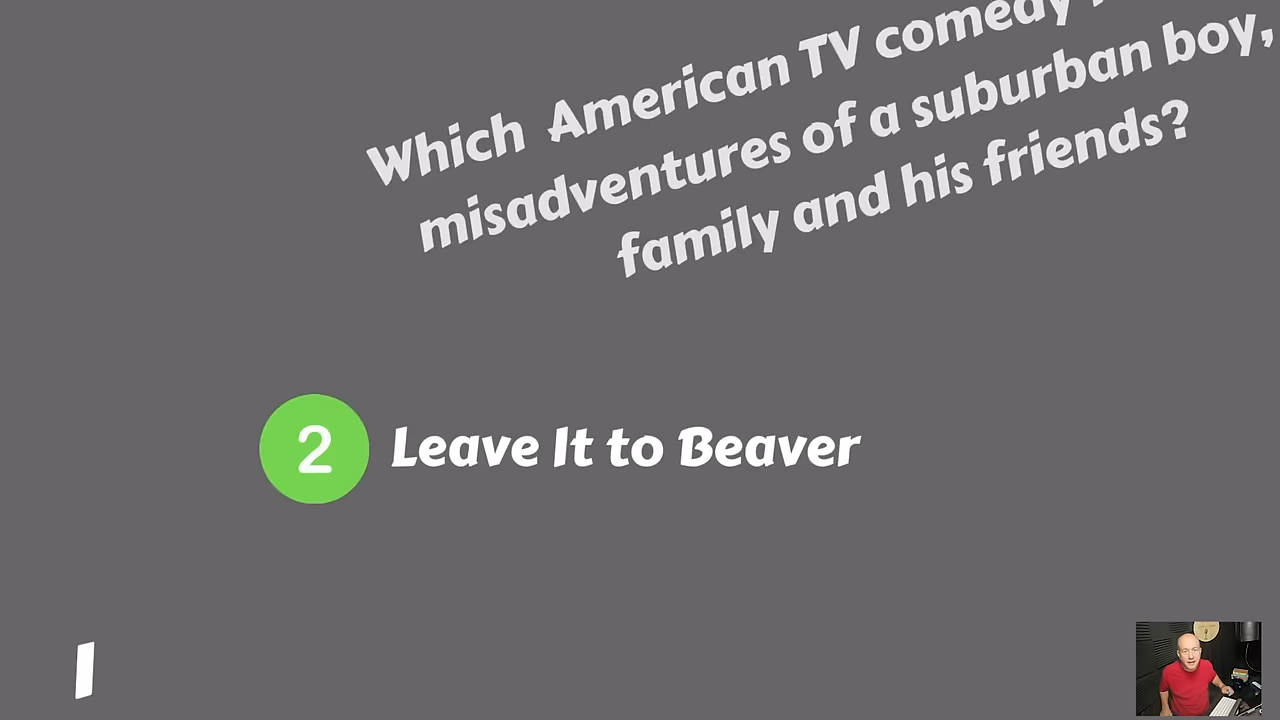 Which American TV comedy
misadventures of a suburban boy,
family and his friends?
2 Leave It to Beaver